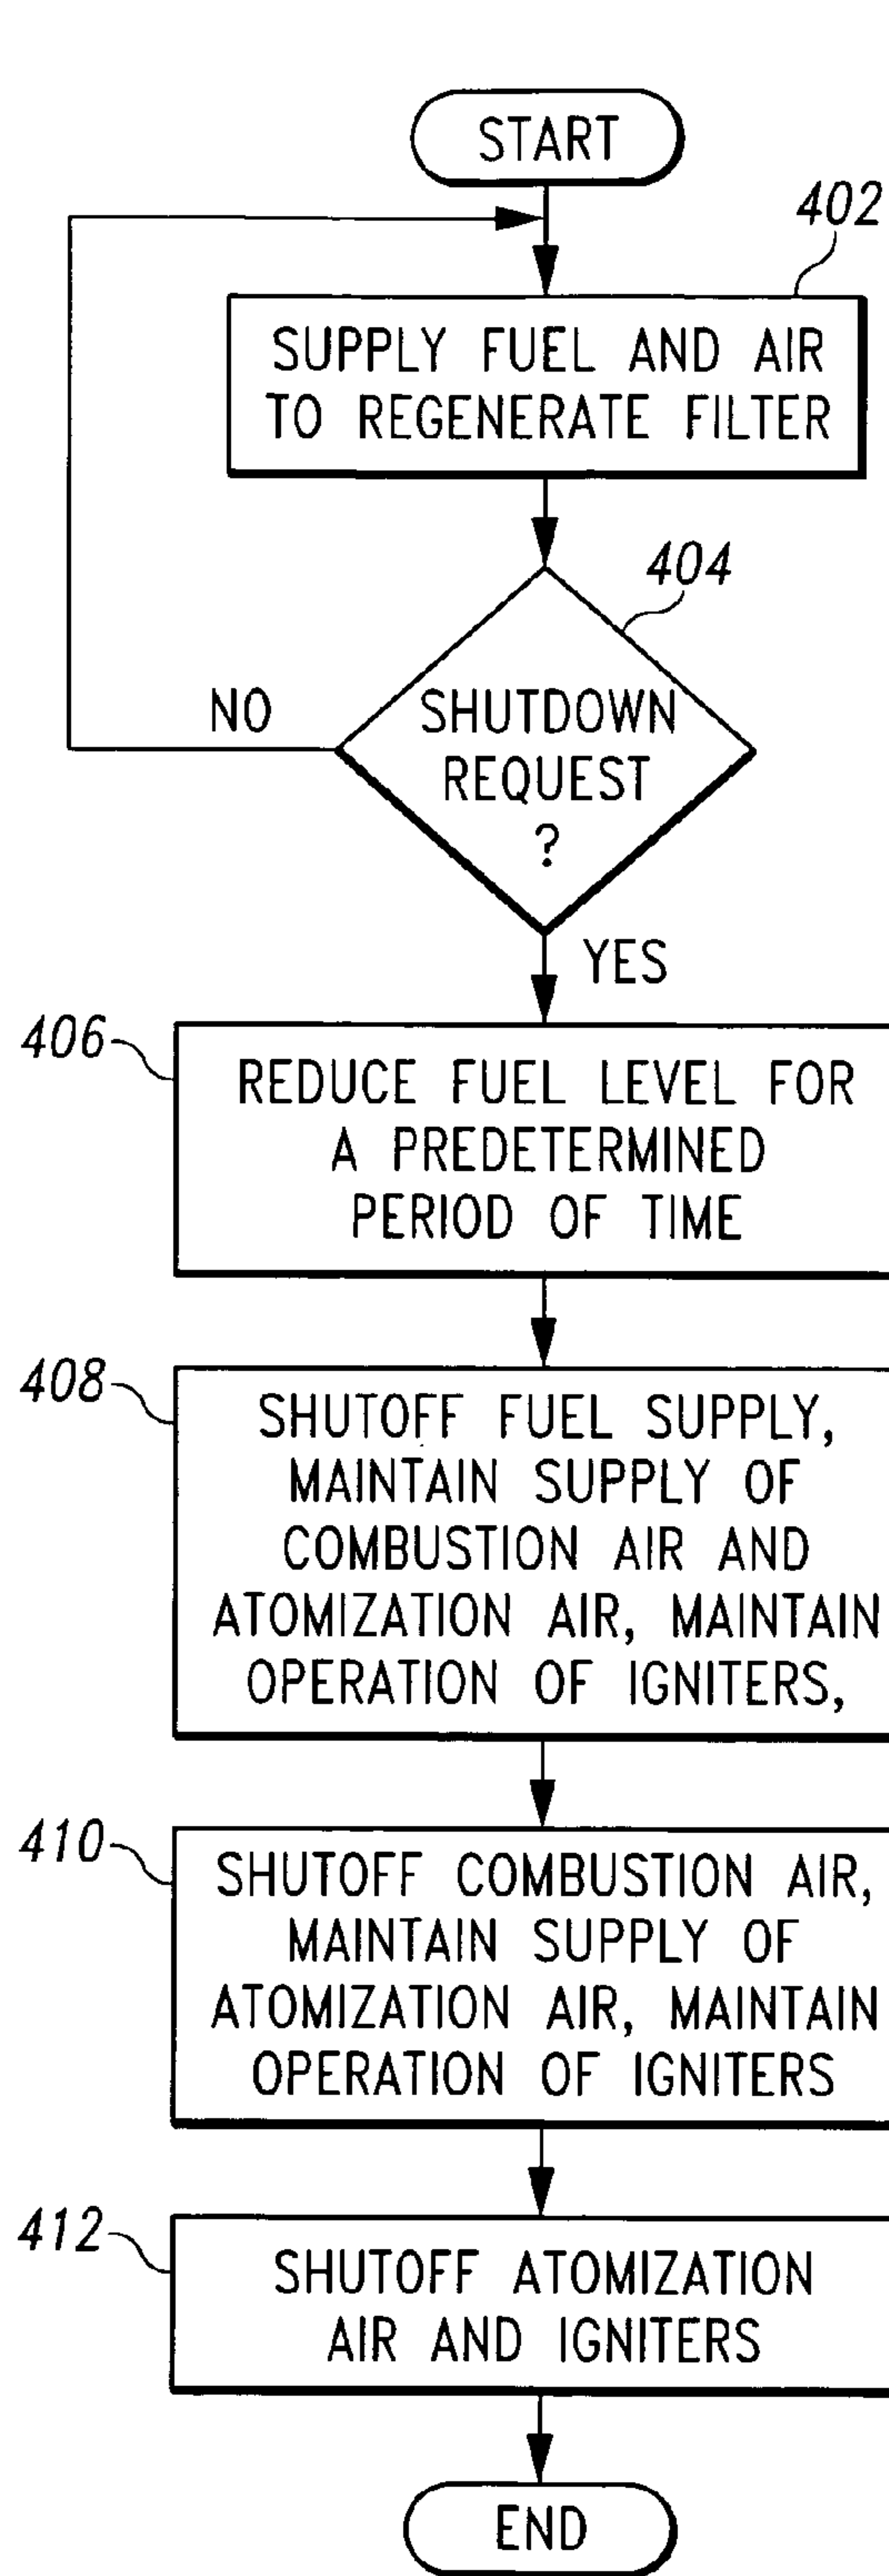 START
402
SUPPLY FUEL AND AIR
TO REGENERATE FILTER
404
SHUTDOWN
REQUEST
?
NO
YES
406
REDUCE FUEL LEVEL FOR
A PREDETERMINED
PERIOD OF TIME
408
SHUTOFF FUEL SUPPLY,
MAINTAIN SUPPLY OF
COMBUSTION AIR AND
ATOMIZATION AIR, MAINTAIN
OPERATION OF IGNITERS,
410
SHUTOFF COMBUSTION AIR,
MAINTAIN SUPPLY OF
ATOMIZATION AIR, MAINTAIN
OPERATION OF IGNITERS
412
SHUTOFF ATOMIZATION
AIR AND IGNITERS
END